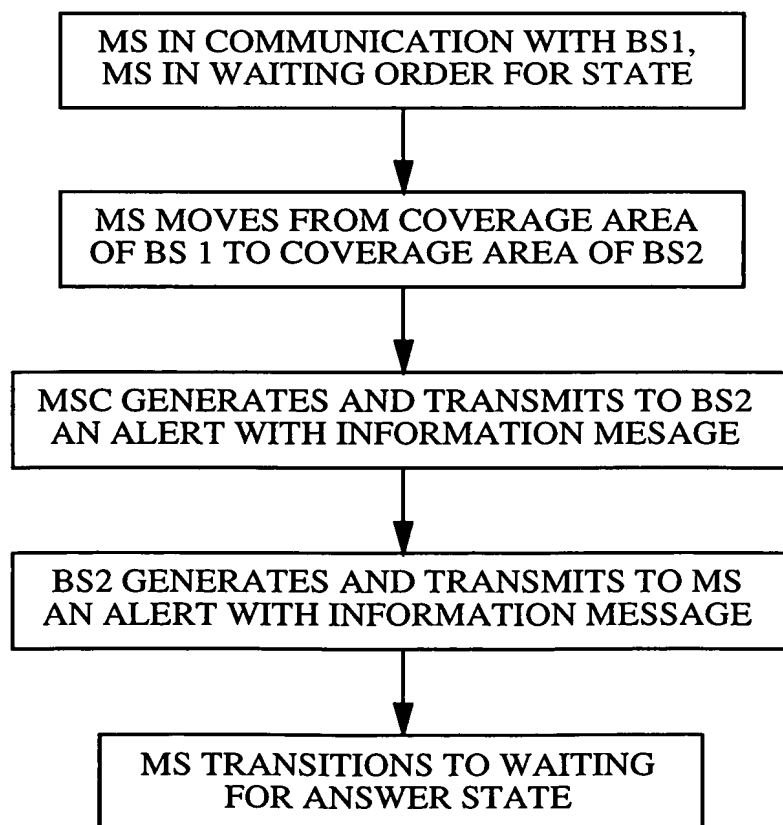 MS IN COMMUNICATION WITH BS1,
MS IN WAITING ORDER FOR STATE
MS MOVES FROM COVERAGE AREA
OF BS 1 TO COVERAGE AREA OF BS2
MSC GENERATES AND TRANSMITS TO BS2
AN ALERT WITH INFORMATION MESAGE
BS2 GENERATES AND TRANSMITS TO MS
AN ALERT WITH INFORMATION MESSAGE
MS TRANSITIONS TO WAITING
FOR ANSWER STATE